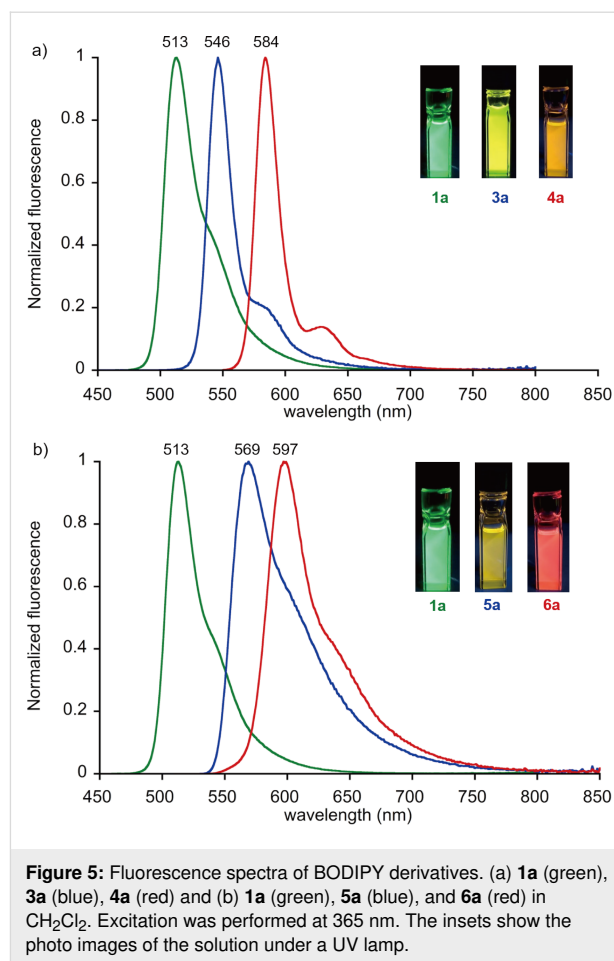 a)
513 546 584
1
0.8
0.6
0.4
0.2
0
Normalized fluorescence
1a 3a 4a
450 500 550 600 650 700 750 800 850
wavelength (nm)
b)
513 569 597
1
0.8
0.6
0.4
0.2
0
Normalized fluorescence
1a 5a 6a
450 500 550 600 650 700 750 800 850
wavelength (nm)
Figure 5: Fluorescence spectra of BODIPY derivatives. (a) 1a (green),
3a (blue), 4a (red) and (b) 1a (green), 5a (blue), and 6a (red) in
CH₂Cl₂. Excitation was performed at 365 nm. The insets show the
photo images of the solution under a UV lamp.